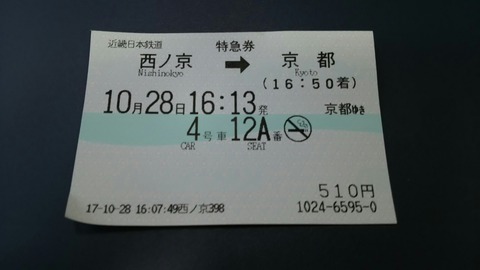 近畿日本鉄道 特急券
西ノ京 ➡ 京都
Nishinokyo Kyoto
(16:50着)
10月28日16:13発 京都ゆき
4号車12A番
CAR SEAT
510円
17-10-28 16:07:49西ノ京398 1024-6595-0